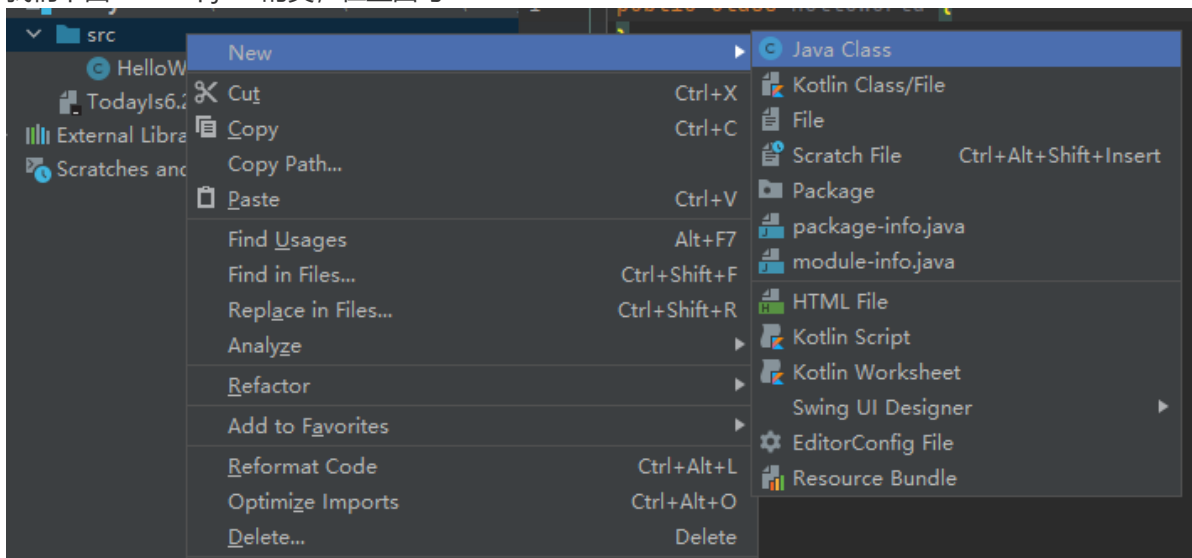 src
HelloW
TodayIs6.2
External Libra
Scratches and
New
Cut Ctrl+X
Copy Ctrl+C
Copy Path...
Paste Ctrl+V
Find Usages Alt+F7
Find in Files... Ctrl+Shift+F
Replace in Files... Ctrl+Shift+R
Analyze
Refactor
Add to Favorites
Reformat Code Ctrl+Alt+L
Optimize Imports Ctrl+Alt+O
Delete... Delete
Java Class
Kotlin Class/File
File
Scratch File Ctrl+Alt+Shift+Insert
Package
package-info.java
module-info.java
HTML File
Kotlin Script
Kotlin Worksheet
Swing UI Designer
EditorConfig File
Resource Bundle